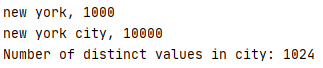 new york, 1000
new york city, 10000
Number of distinct values in city: 1024